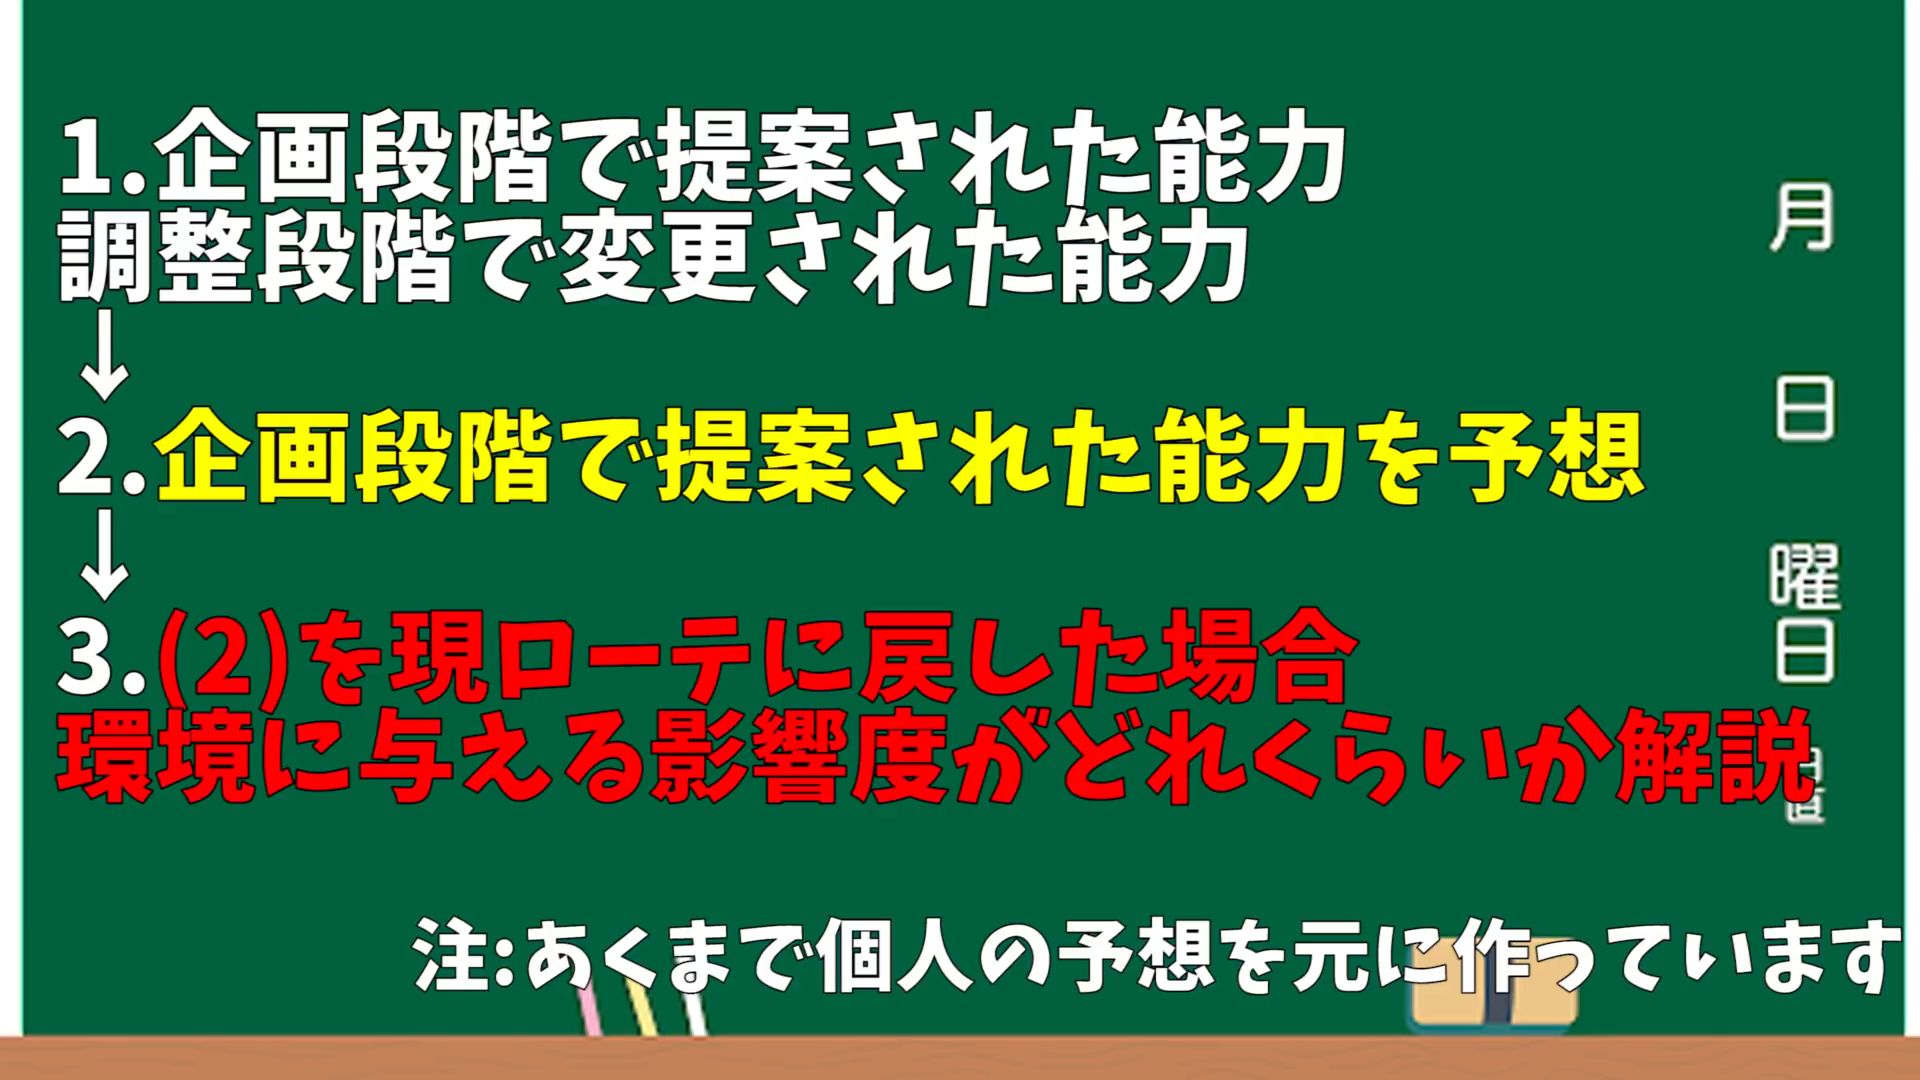 1.企画段階で提案された能力
調整段階で変更された能力
↓
2.企画段階で提案された能力を予想
↓
3.(2)を現ローテに戻した場合
環境に与える影響度がどれくらいか解説
注:あくまで個人の予想を元に作っています
月
日
曜
日
日直